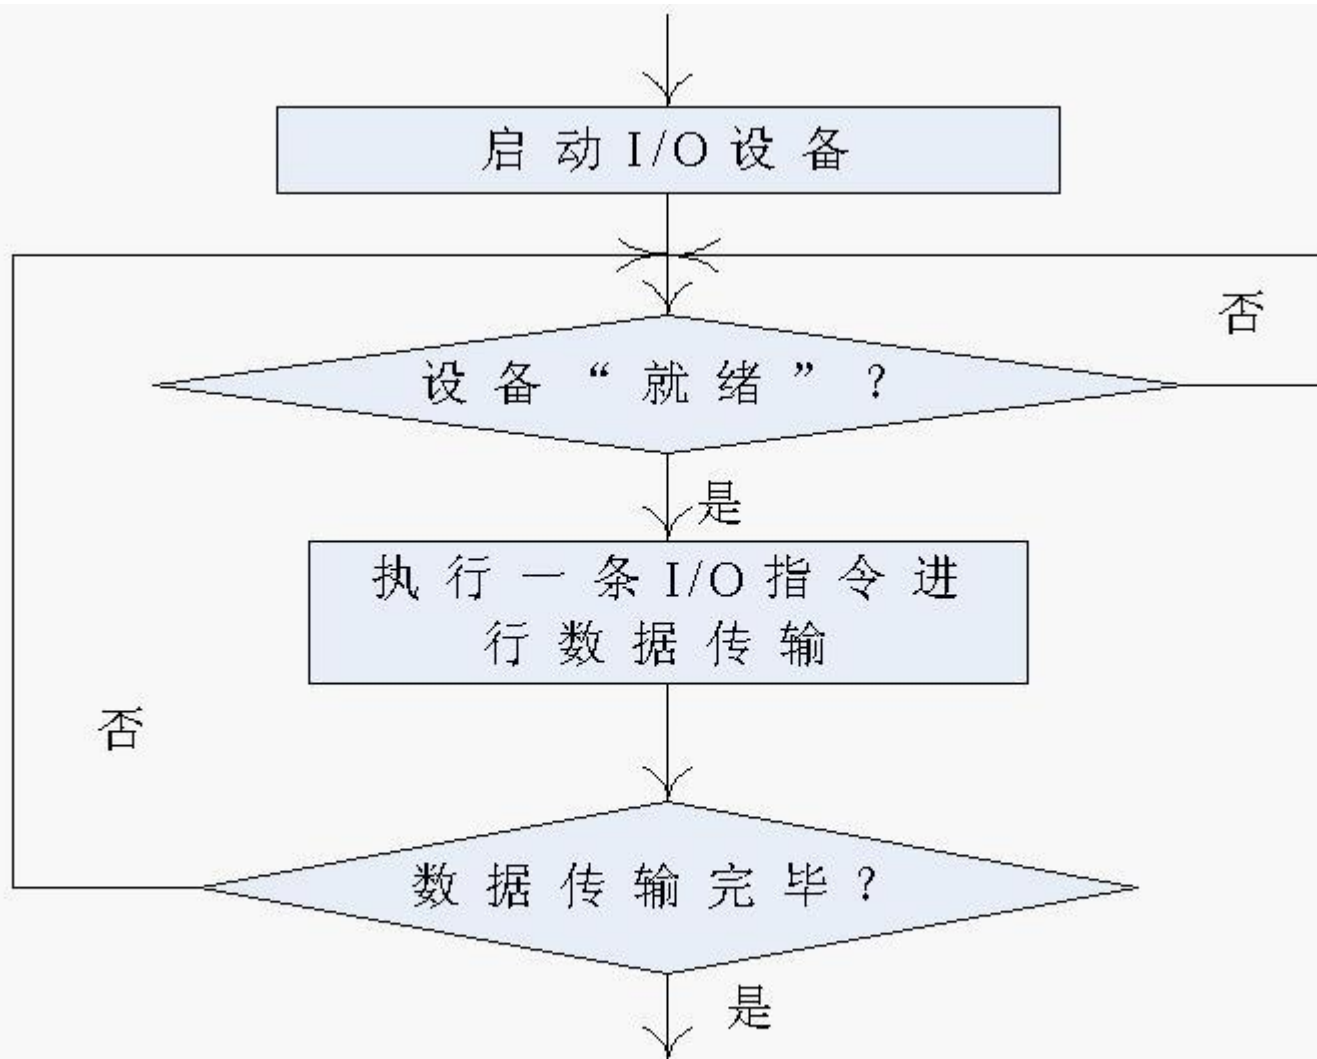 启动I/O设备
否
设备“就绪”？
是
执行一条I/O指令进
行数据传输
否
数据传输完毕？
是